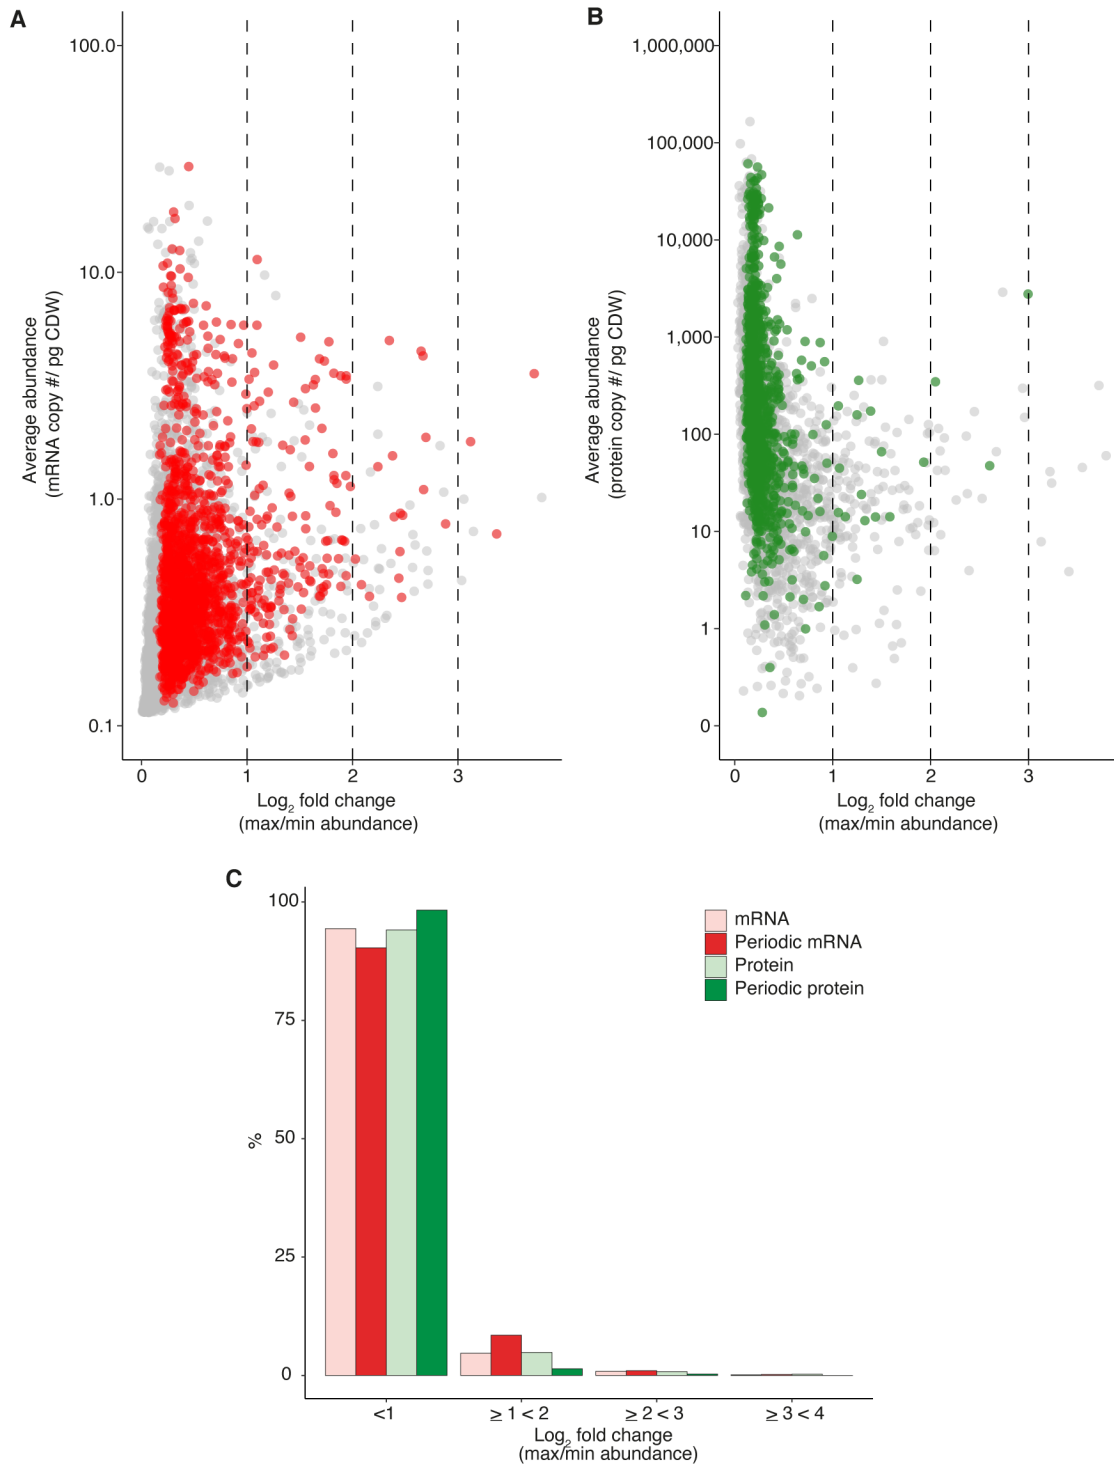 A
100.0
10.0
1.0
0.1
Average abundance
(mRNA copy #/ pg CDW)
0 1 2 3
Log2 fold change
(max/min abundance)
B
1,000,000
100,000
10,000
1,000
100
10
1
0
Average abundance
(protein copy #/ pg CDW)
0 1 2 3
Log2 fold change
(max/min abundance)
C
100
75
50
25
0
%
mRNA
Periodic mRNA
Protein
Periodic protein
<1 ≥ 1 < 2 ≥ 2 < 3 ≥ 3 < 4
Log2 fold change
(max/min abundance)